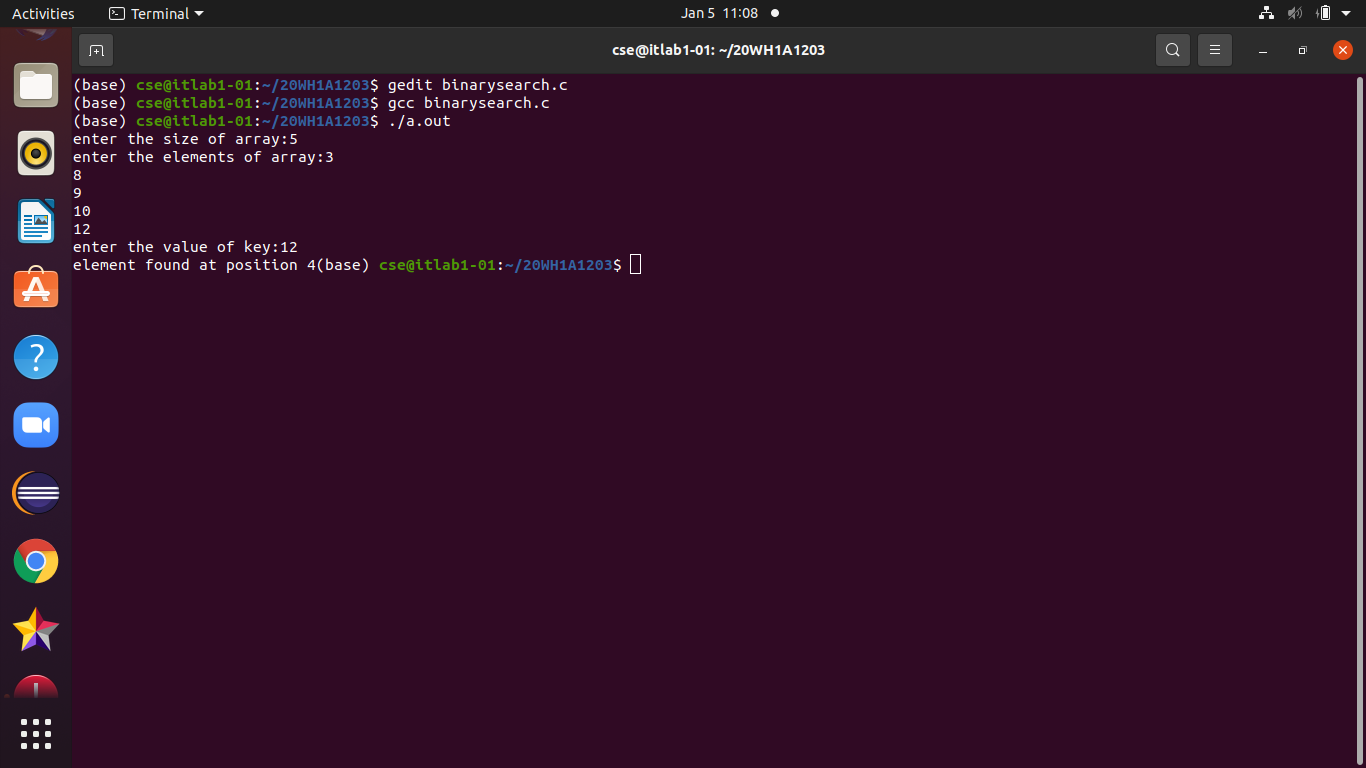 Activities Terminal Jan 5 11:08
cse@itlab1-01: ~/20WH1A1203
(base) cse@itlab1-01:~/20WH1A1203$ gedit binarysearch.c
(base) cse@itlab1-01:~/20WH1A1203$ gcc binarysearch.c
(base) cse@itlab1-01:~/20WH1A1203$ ./a.out
enter the size of array:5
enter the elements of array:3
8
9
10
12
enter the value of key:12
element found at position 4(base) cse@itlab1-01:~/20WH1A1203$